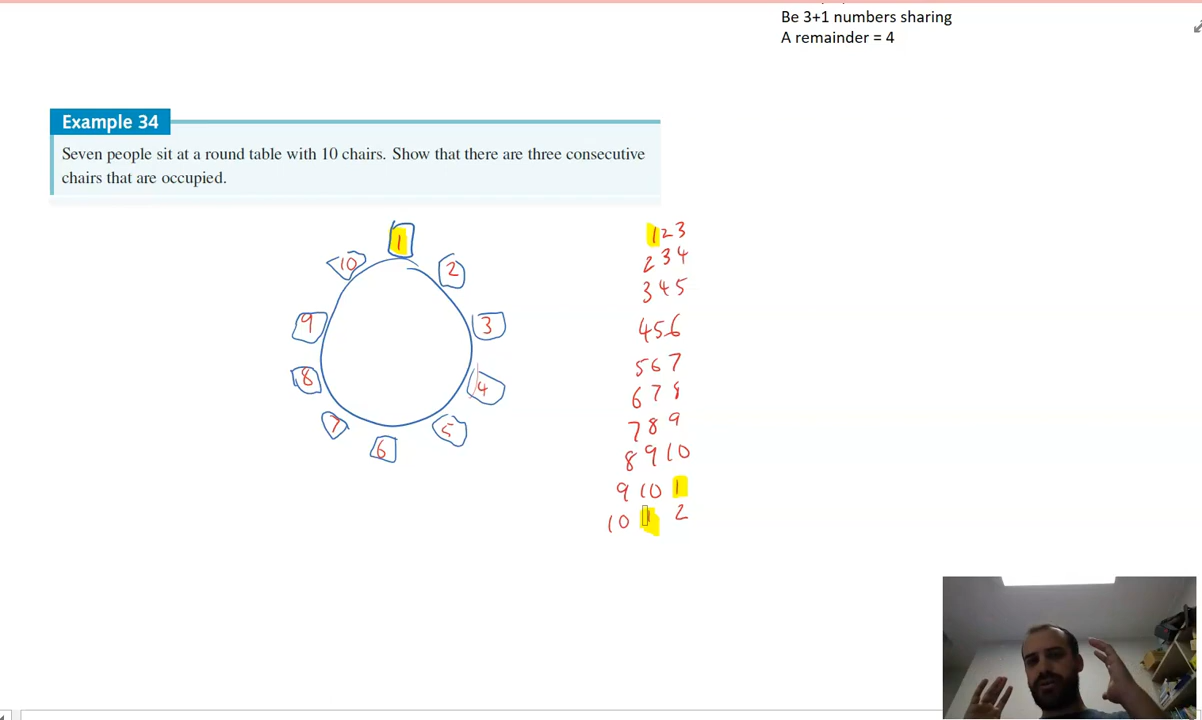 Be 3+1 numbers sharing
A remainder = 4
Example 34
Seven people sit at a round table with 10 chairs. Show that there are three consecutive
chairs that are occupied.
1
10
2
9
3
8
4
7
5
6
1 2 3
2 3 4
3 4 5
4 5 6
5 6 7
6 7 8
7 8 9
8 9 10
9 10 1
10 1 2